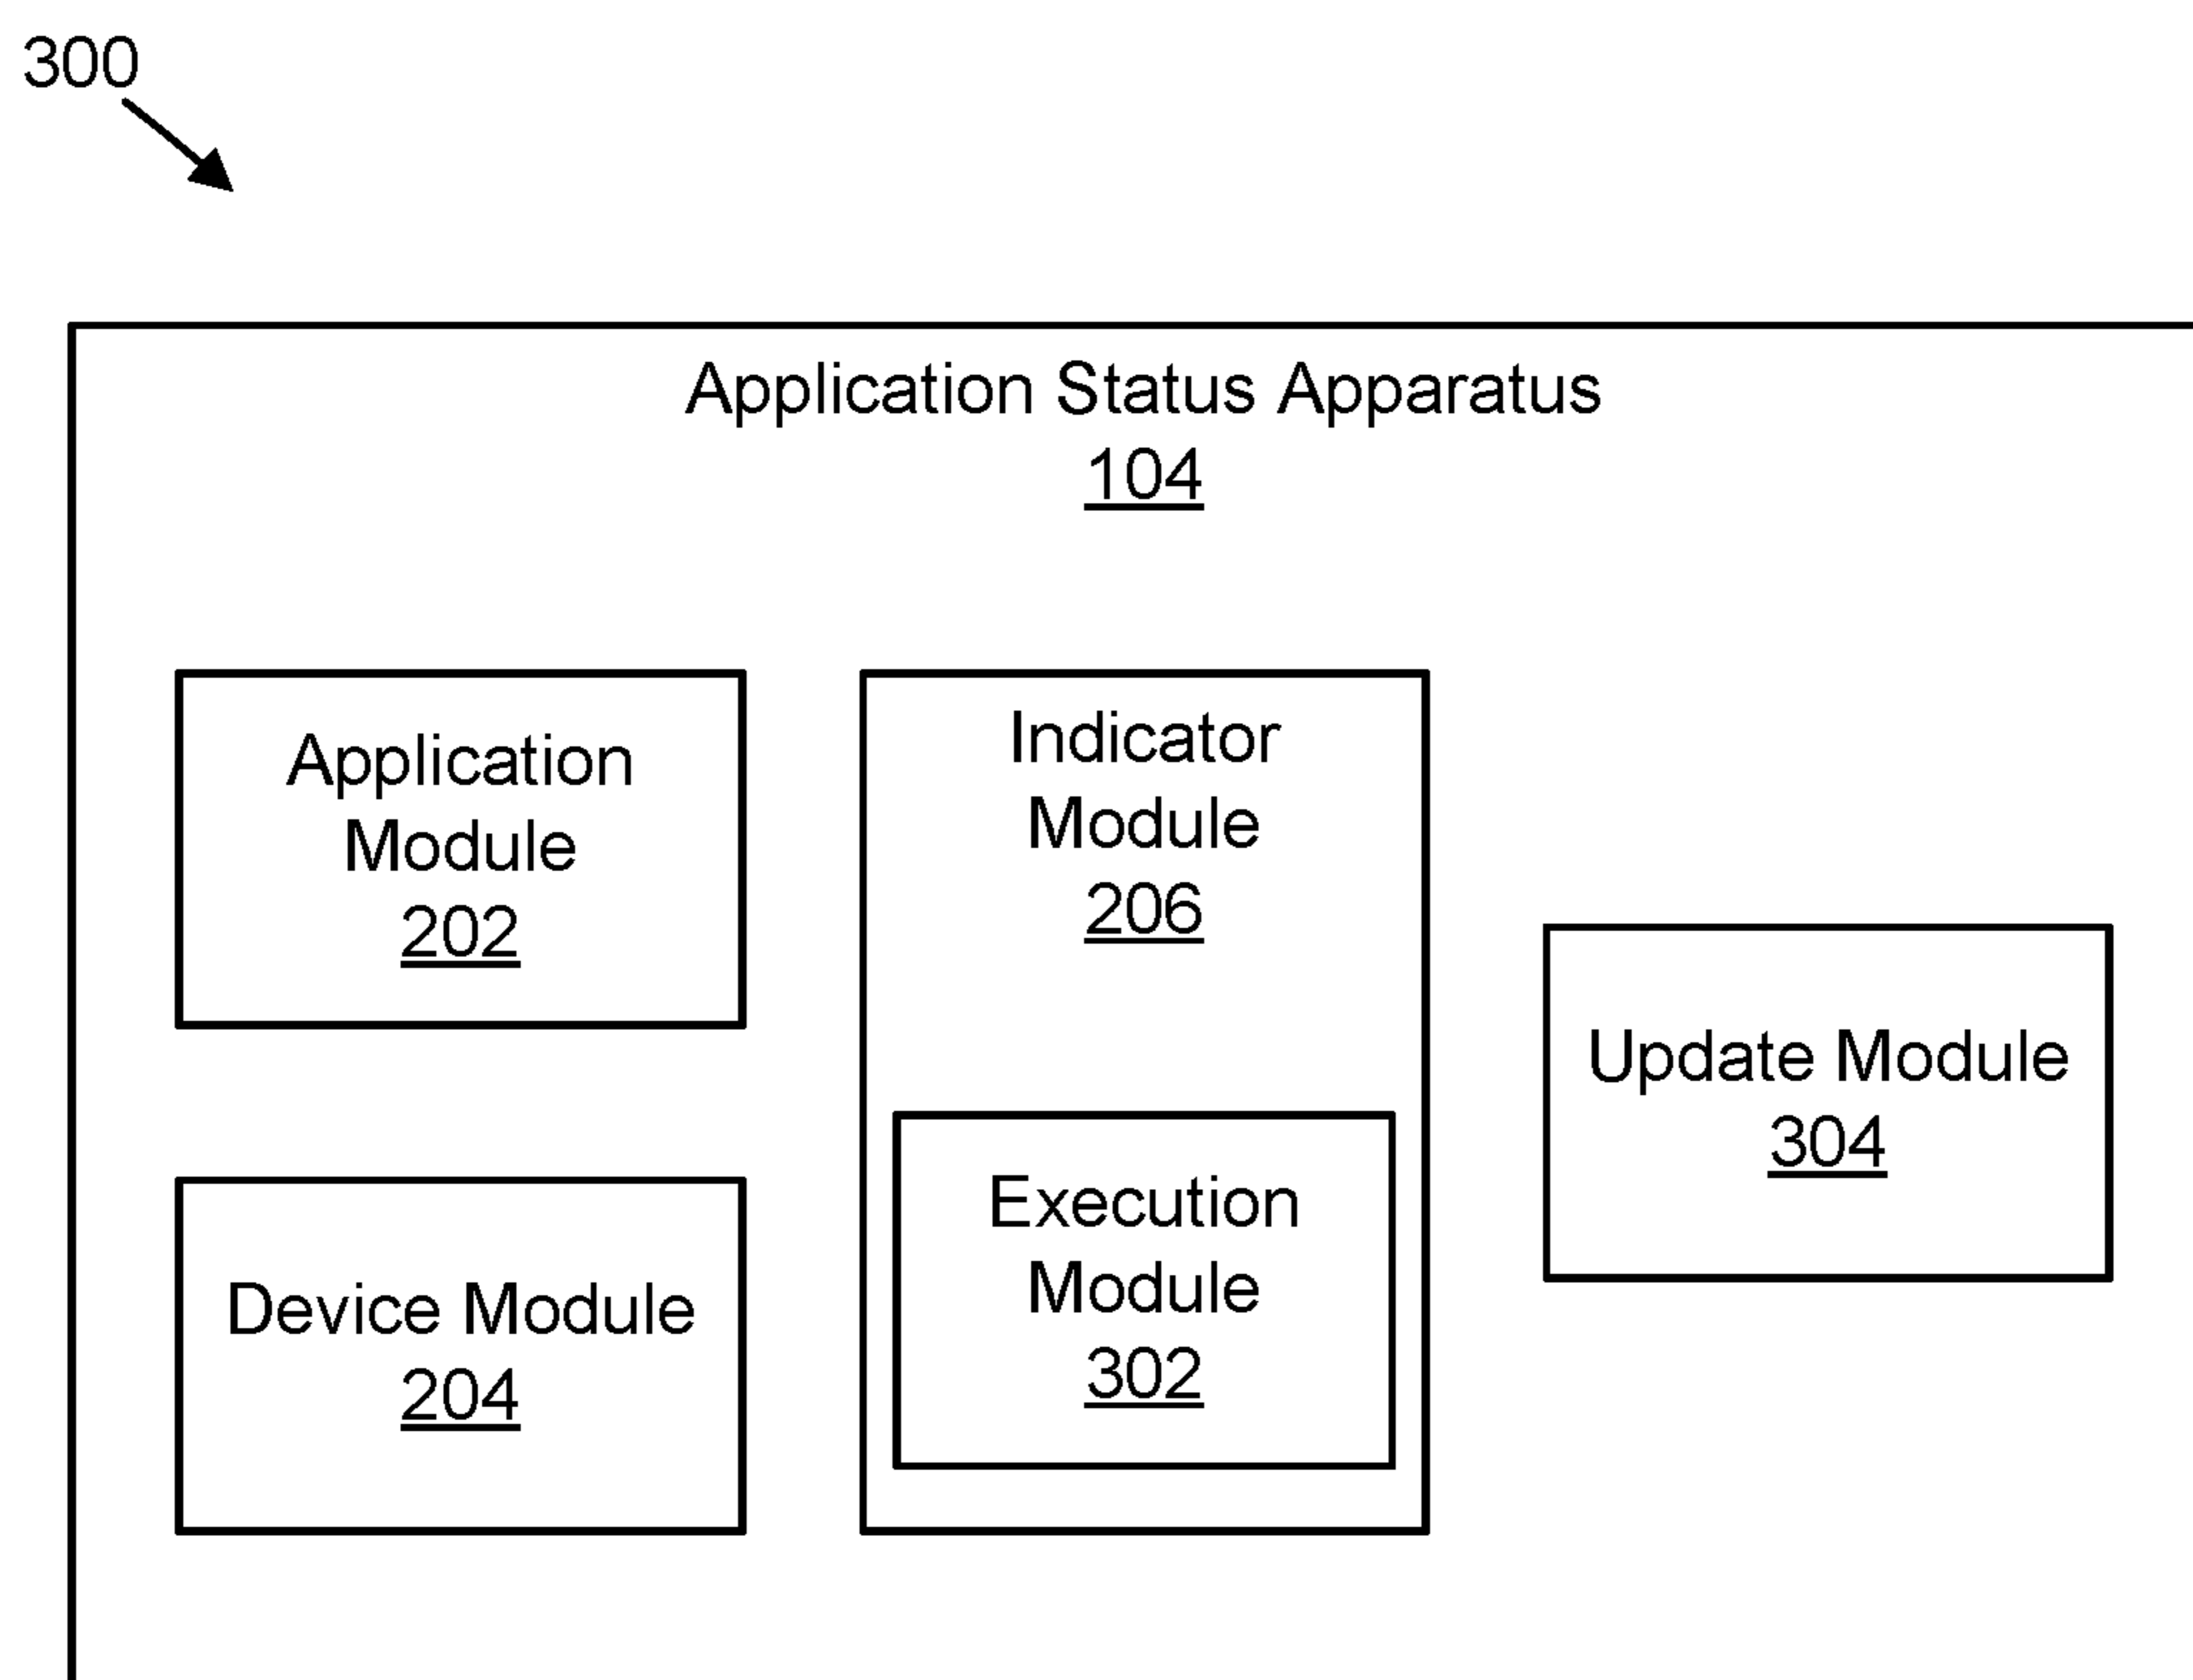 300
Application Status Apparatus
104
Application
Module
202
Indicator
Module
206
Update Module
304
Device Module
204
Execution
Module
302